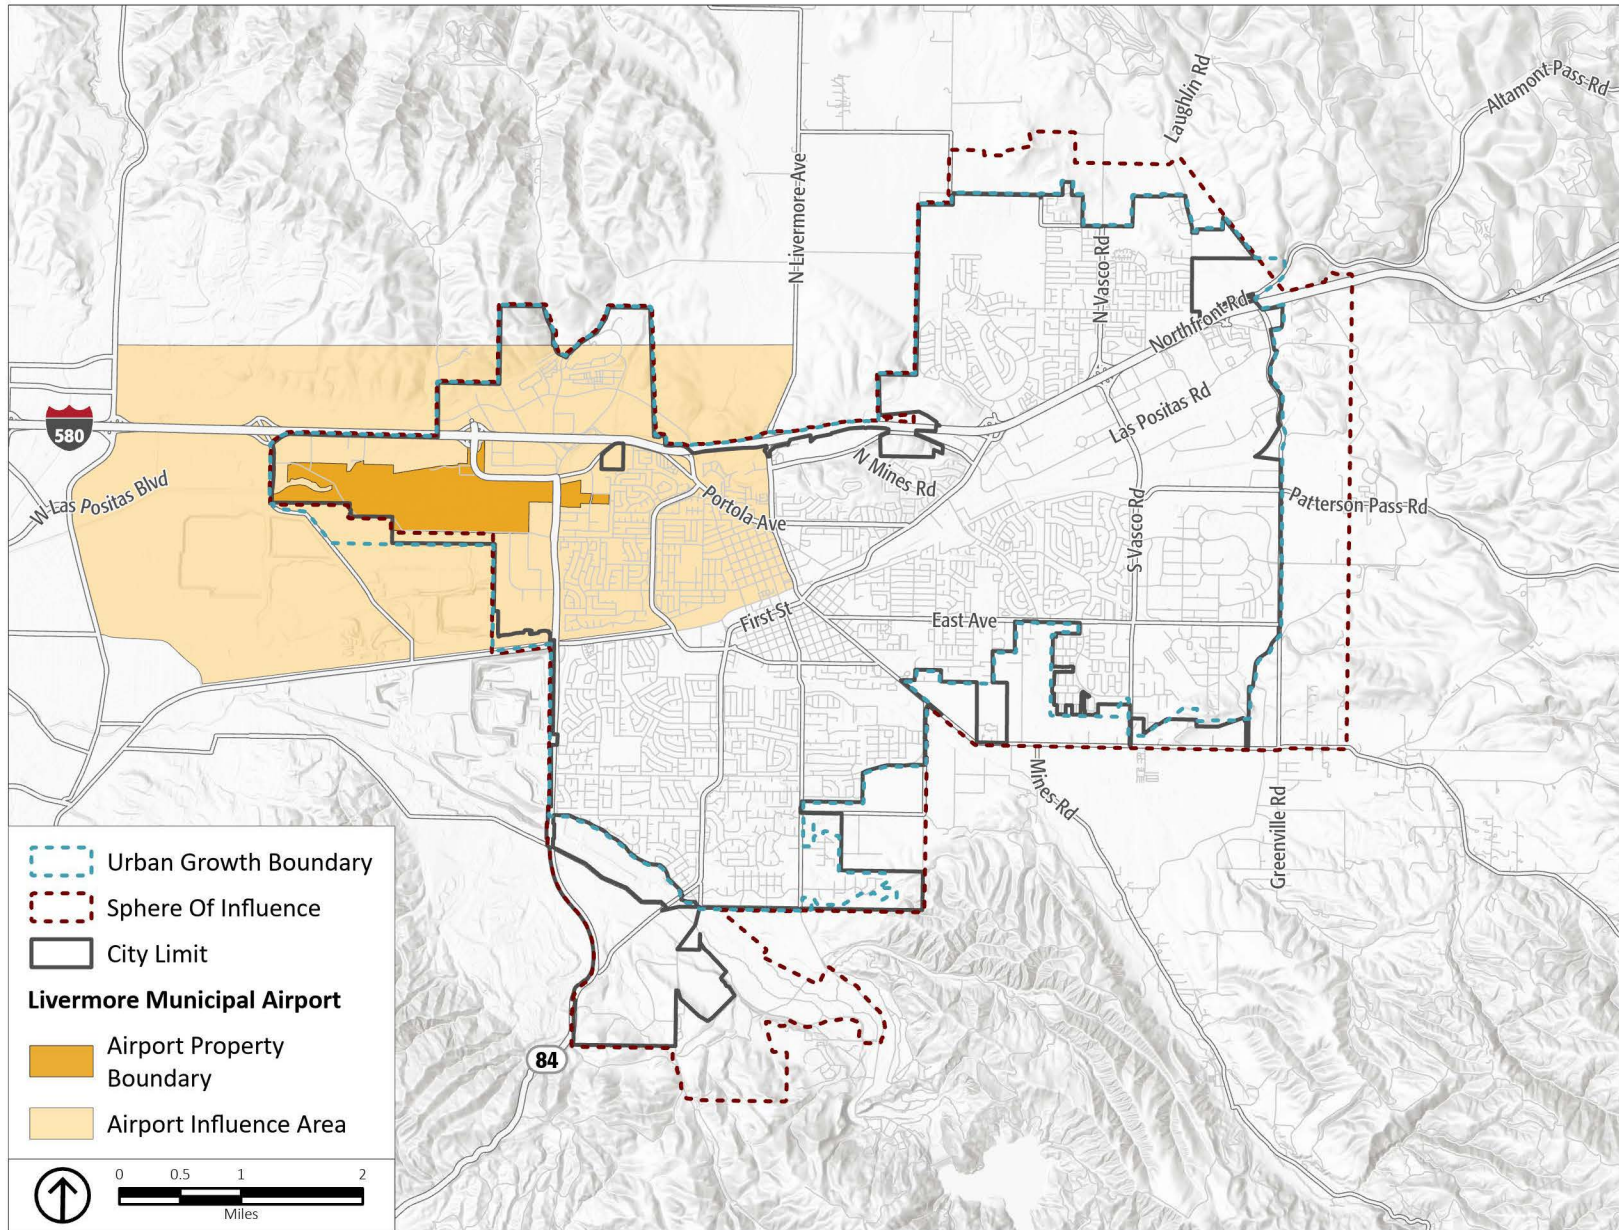 Laughlin Rd
Altamont Pass Rd
N Livermore Ave
N Vasco Rd
Northfront Rd
580
Las Positas Rd
N Mines Rd
W Las Positas Blvd
Portola Ave
S Vasco Rd
Patterson Pass Rd
First St
East Ave
Mines Rd
Greenville Rd
84
Urban Growth Boundary
Sphere Of Influence
City Limit
Livermore Municipal Airport
Airport Property
Boundary
Airport Influence Area
0 0.5 1 2
Miles